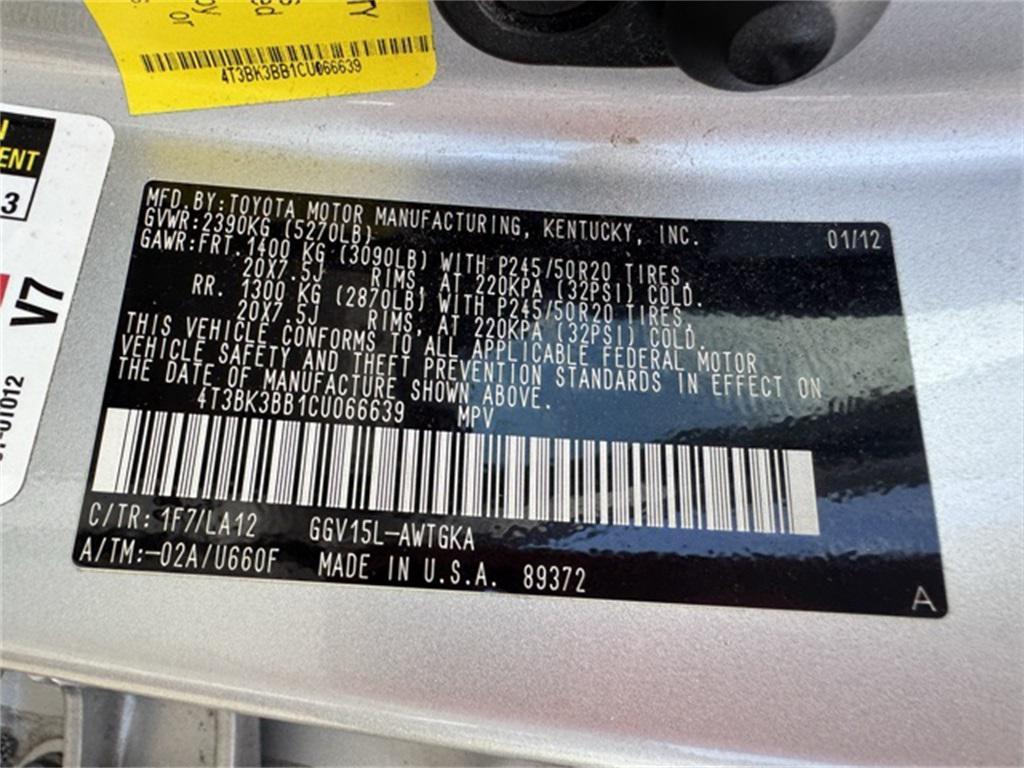 TY
4T3BK3BB1CU066639
ENT
3
V7
MFD. BY: TOYOTA MOTOR MANUFACTURING, KENTUCKY, INC. 01/12
GVWR: 2390KG (5270LB)
GAWR: FRT. 1400 KG (3090LB) WITH P245/50R20 TIRES,
20X7.5J RIMS, AT 220KPA (32PSI) COLD.
RR. 1300 KG (2870LB) WITH P245/50R20 TIRES,
20X7.5J RIMS, AT 220KPA (32PSI) COLD.
THIS VEHICLE CONFORMS TO ALL APPLICABLE FEDERAL MOTOR
VEHICLE SAFETY AND THEFT PREVENTION STANDARDS IN EFFECT ON
THE DATE OF MANUFACTURE SHOWN ABOVE.
4T3BK3BB1CU066639 MPV
C/TR: 1F7/LA12 GGV15L-AWTGKA
A/TM:-02A/U660F MADE IN U.S.A. 89372
A